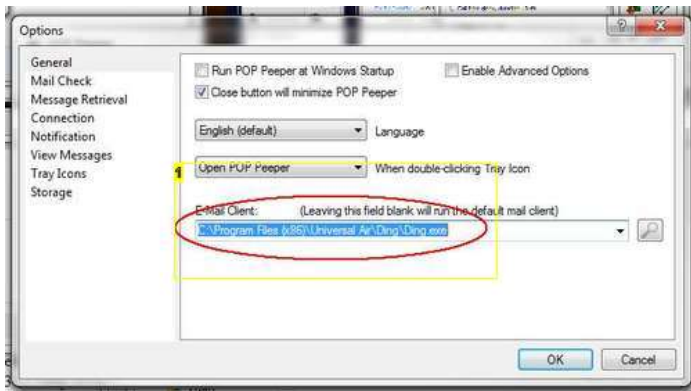 Options
General
Mail Check
Message Retrieval
Connection
Notification
View Messages
Tray Icons
Storage
Run POP Peeper at Windows Startup
Enable Advanced Options
Close button will minimize POP Peeper
English (default)
Language
Open POP Peeper
When double-clicking Tray Icon
1
E-Mail Client: (Leaving this field blank will run the default mail client)
C:\Program Files (x86)\Universal Air\Ding\Ding.exe
OK
Cancel